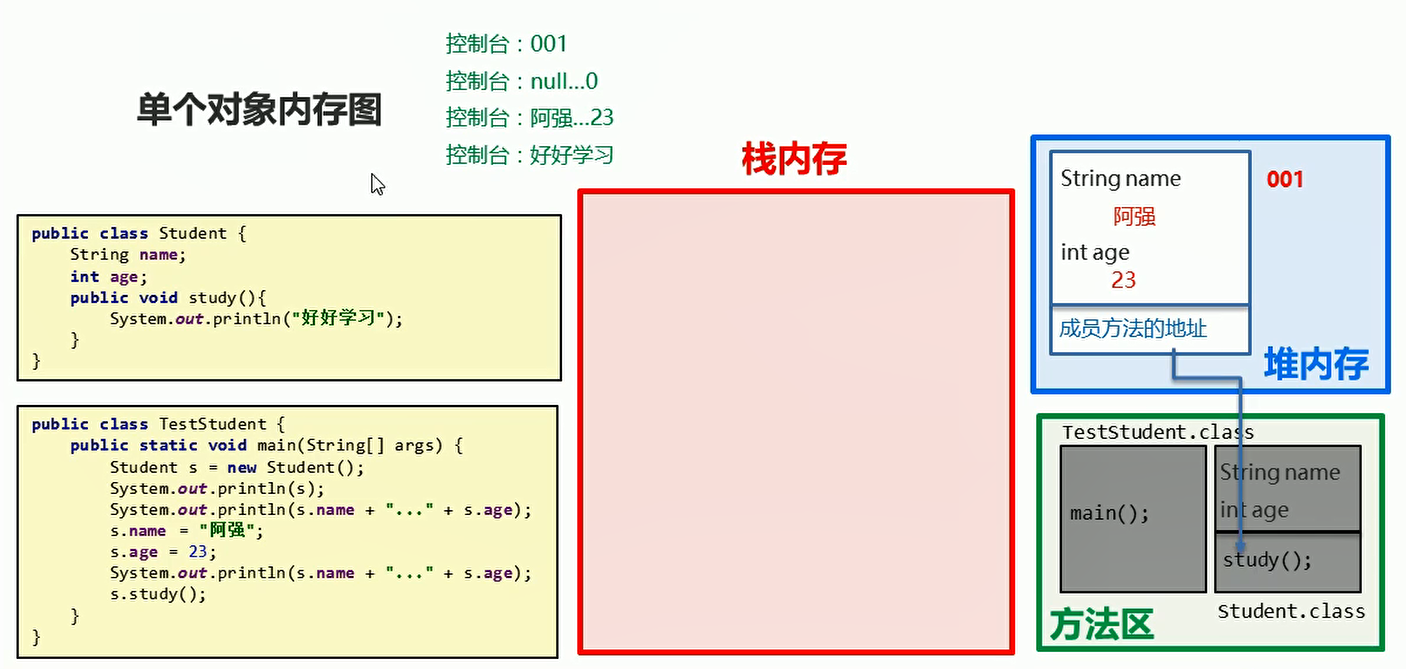 控制台：001
控制台：null...0
控制台：阿强...23
控制台：好好学习
单个对象内存图
public class Student {
    String name;
    int age;
    public void study(){
        System.out.println("好好学习");
    }
}
public class TestStudent {
    public static void main(String[] args) {
        Student s = new Student();
        System.out.println(s);
        System.out.println(s.name + "..." + s.age);
        s.name = "阿强";
        s.age = 23;
        System.out.println(s.name + "..." + s.age);
        s.study();
    }
}
栈内存
String name
001
阿强
int age
23
成员方法的地址
堆内存
TestStudent.class
main();
String name
int age
study();
Student.class
方法区